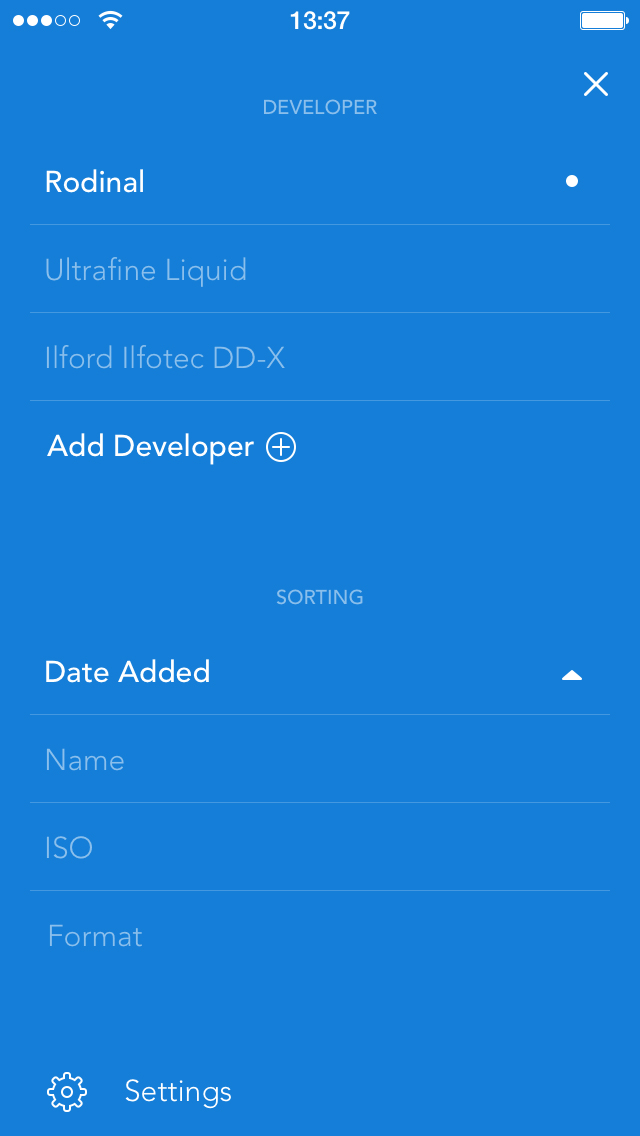 13:37
DEVELOPER
Rodinal
Ultrafine Liquid
Ilford Ilfotec DD-X
Add Developer
SORTING
Date Added
Name
ISO
Format
Settings